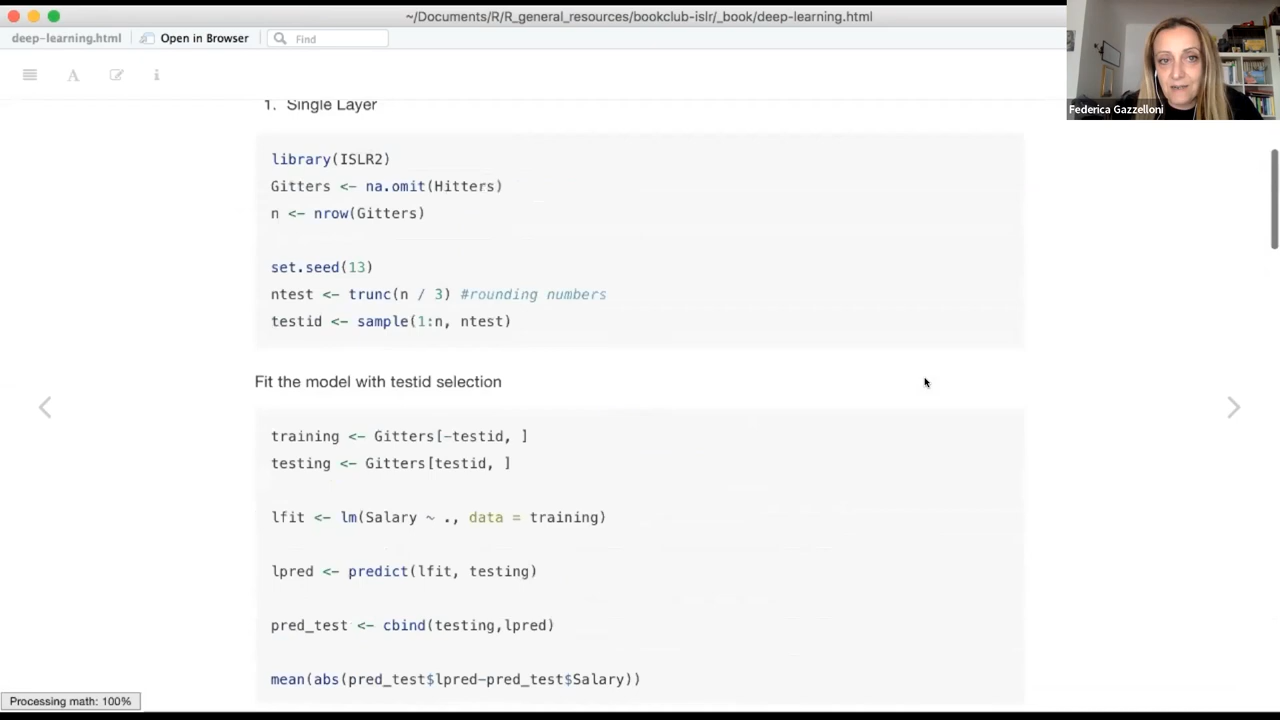 ~/Documents/R/R_general_resources/bookclub-islr/_book/deep-learning.html
deep-learning.html
Open in Browser
Find
A
i
Federica Gazzelloni
1. Single Layer
library(ISLR2)
Gitters <- na.omit(Hitters)
n <- nrow(Gitters)
set.seed(13)
ntest <- trunc(n / 3) #rounding numbers
testid <- sample(1:n, ntest)
Fit the model with testid selection
training <- Gitters[-testid, ]
testing <- Gitters[testid, ]
lfit <- lm(Salary ~ ., data = training)
lpred <- predict(lfit, testing)
pred_test <- cbind(testing,lpred)
mean(abs(pred_test$lpred-pred_test$Salary))
Processing math: 100%